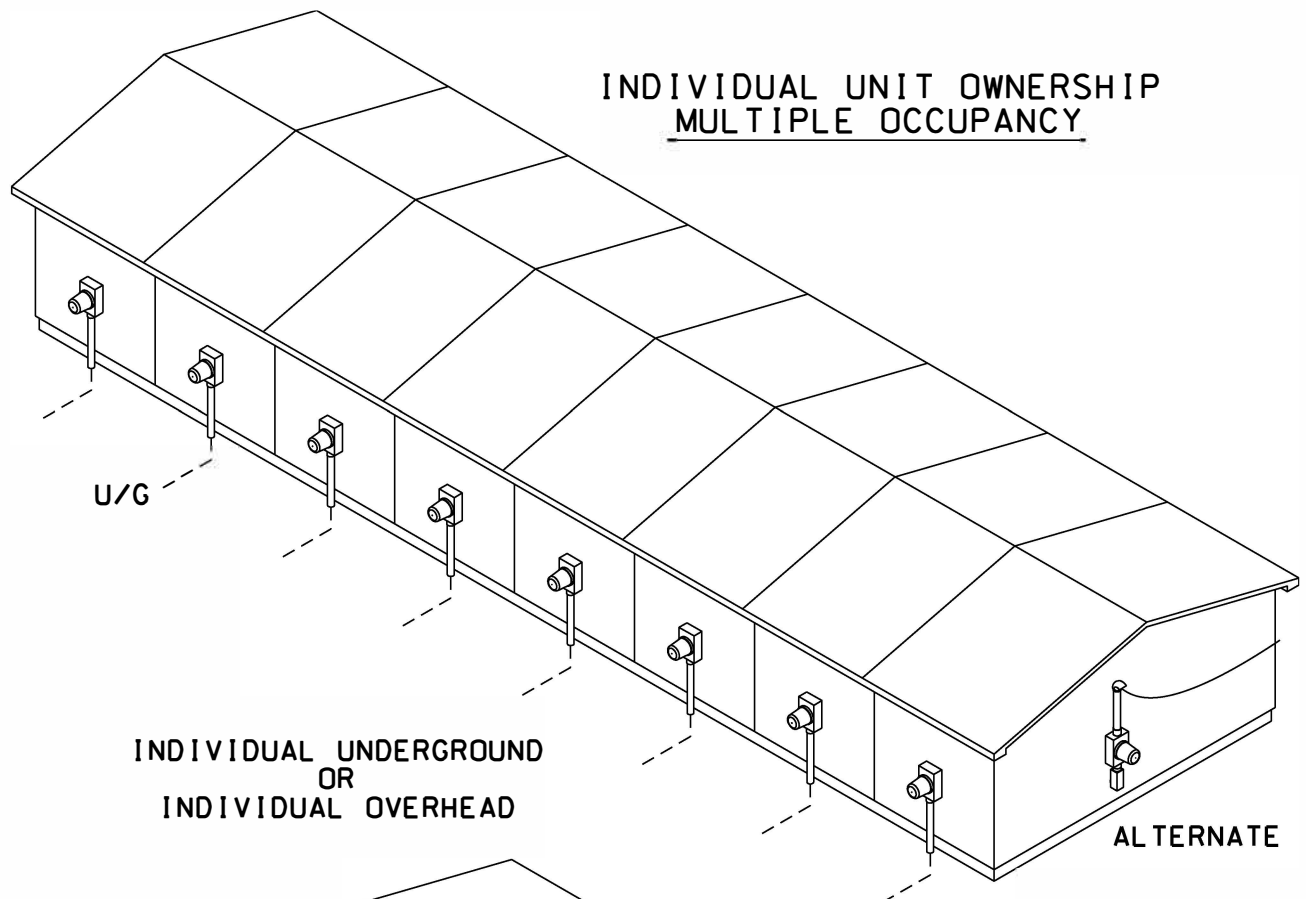 INDIVIDUAL UNIT OWNERSHIP
MULTIPLE OCCUPANCY
U/G
INDIVIDUAL UNDERGROUND
OR
INDIVIDUAL OVERHEAD
ALTERNATE